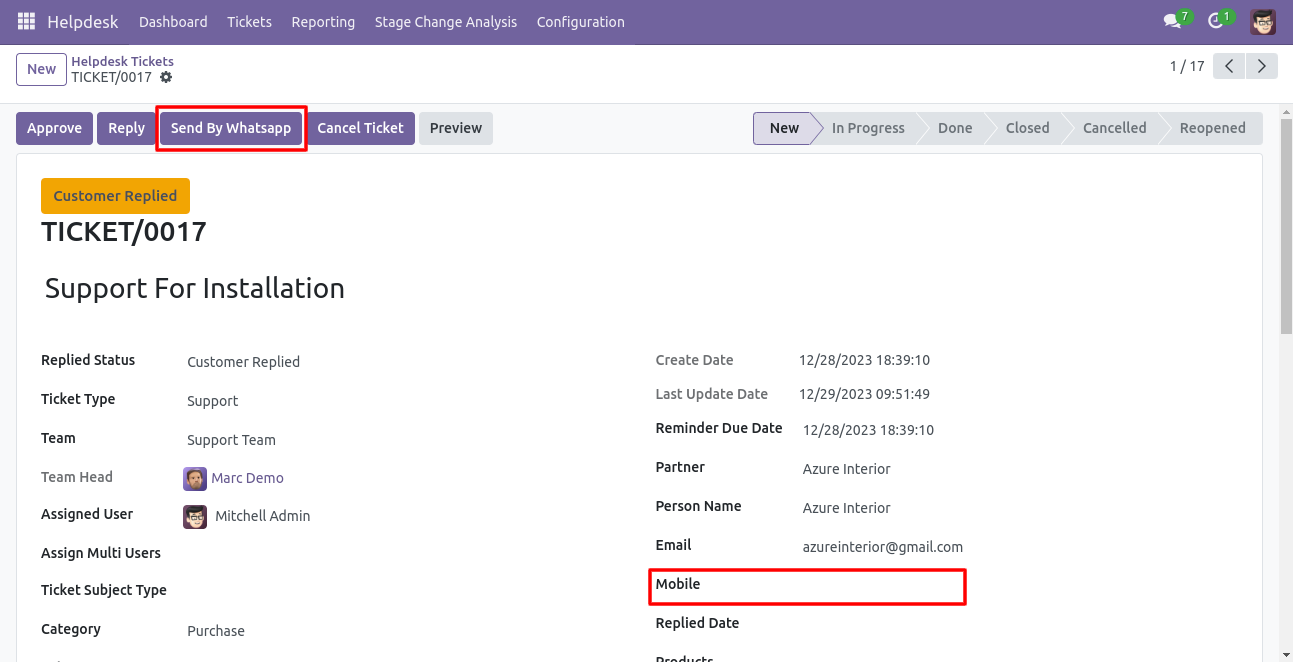 Helpdesk Dashboard Tickets Reporting Stage Change Analysis Configuration 7 1
New Helpdesk Tickets
TICKET/0017 1 / 17
Approve Reply Send By Whatsapp Cancel Ticket Preview New In Progress Done Closed Cancelled Reopened
Customer Replied
TICKET/0017
Support For Installation
Replied Status Customer Replied
Ticket Type Support
Team Support Team
Team Head Marc Demo
Assigned User Mitchell Admin
Assign Multi Users
Ticket Subject Type
Category Purchase
Create Date 12/28/2023 18:39:10
Last Update Date 12/29/2023 09:51:49
Reminder Due Date 12/28/2023 18:39:10
Partner Azure Interior
Person Name Azure Interior
Email azureinterior@gmail.com
Mobile
Replied Date
Products